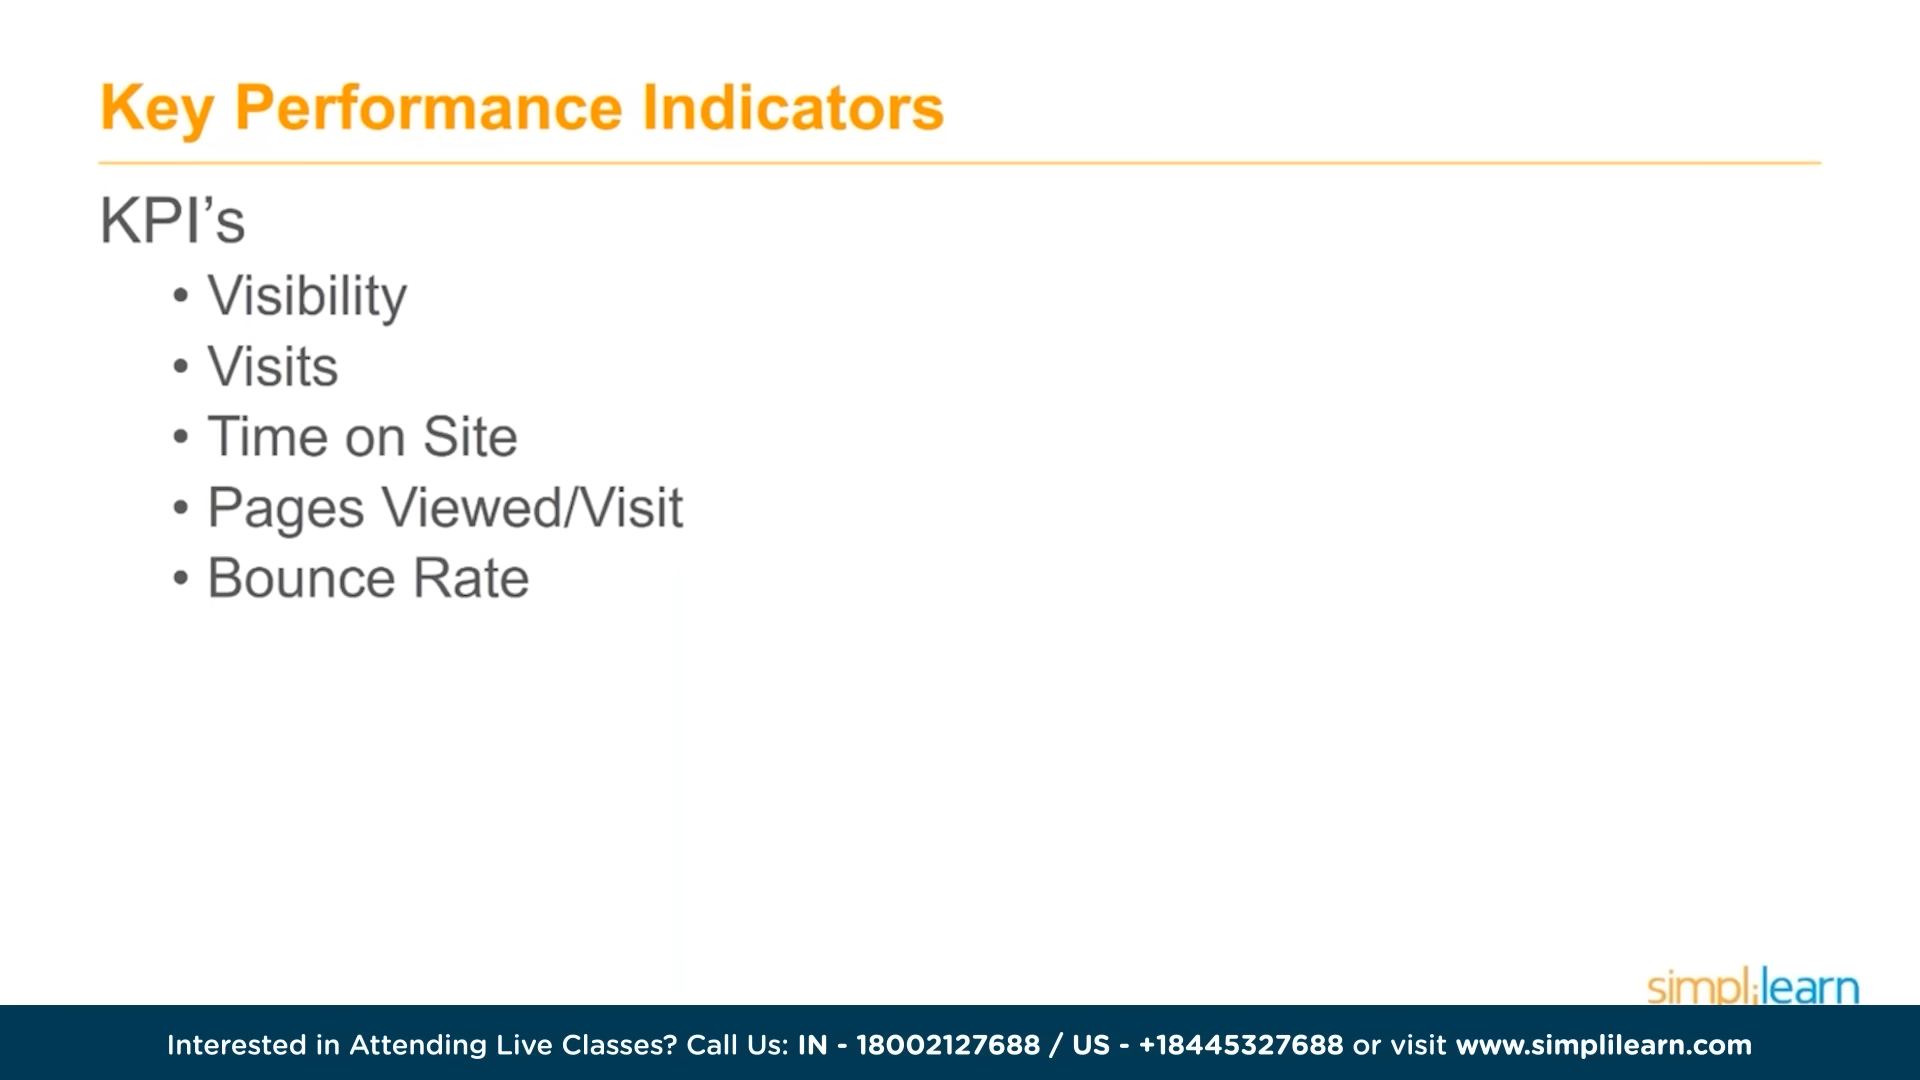 Key Performance Indicators
KPI’s
• Visibility
• Visits
• Time on Site
• Pages Viewed/Visit
• Bounce Rate
simplilearn
Interested in Attending Live Classes? Call Us: IN - 18002127688 / US - +18445327688 or visit www.simplilearn.com